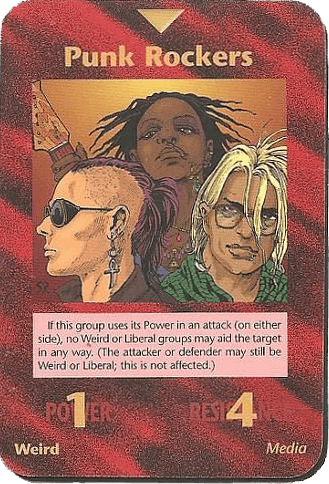 Punk Rockers
If this group uses its Power in an attack (on either
side), no Weird or Liberal groups may aid the target
in any way. (The attacker or defender may still be
Weird or Liberal; this is not affected.)
POWER 1 RESISTANCE 4
Weird Media